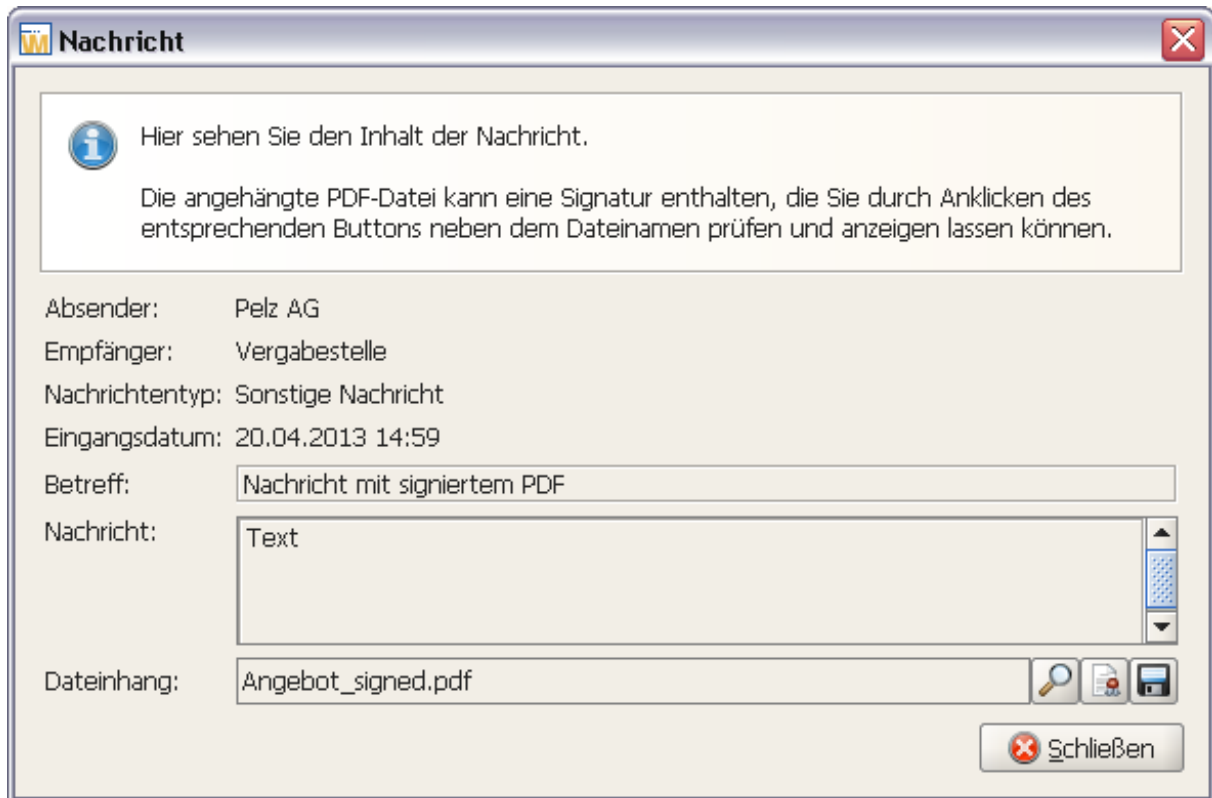 Nachricht
Hier sehen Sie den Inhalt der Nachricht.
Die angehängte PDF-Datei kann eine Signatur enthalten, die Sie durch Anklicken des
entsprechenden Buttons neben dem Dateinamen prüfen und anzeigen lassen können.
Absender: Pelz AG
Empfänger: Vergabestelle
Nachrichtentyp: Sonstige Nachricht
Eingangsdatum: 20.04.2013 14:59
Betreff: Nachricht mit signiertem PDF
Nachricht: Text
Dateinhang: Angebot_signed.pdf
Schließen